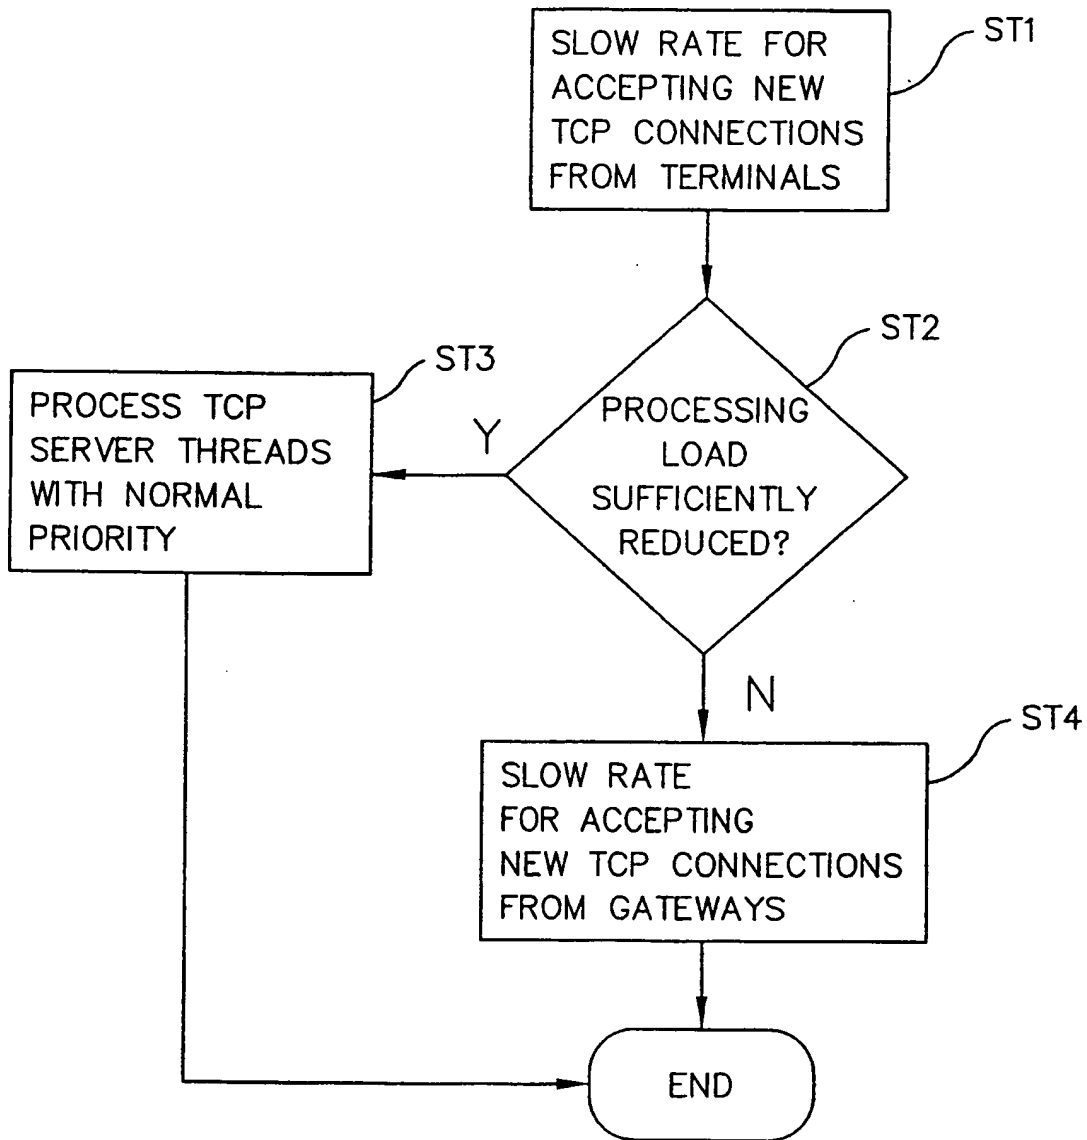 SLOW RATE FOR
ACCEPTING NEW
TCP CONNECTIONS
FROM TERMINALS
ST1
PROCESSING
LOAD
SUFFICIENTLY
REDUCED?
ST2
Y
PROCESS TCP
SERVER THREADS
WITH NORMAL
PRIORITY
ST3
N
SLOW RATE
FOR ACCEPTING
NEW TCP CONNECTIONS
FROM GATEWAYS
ST4
END